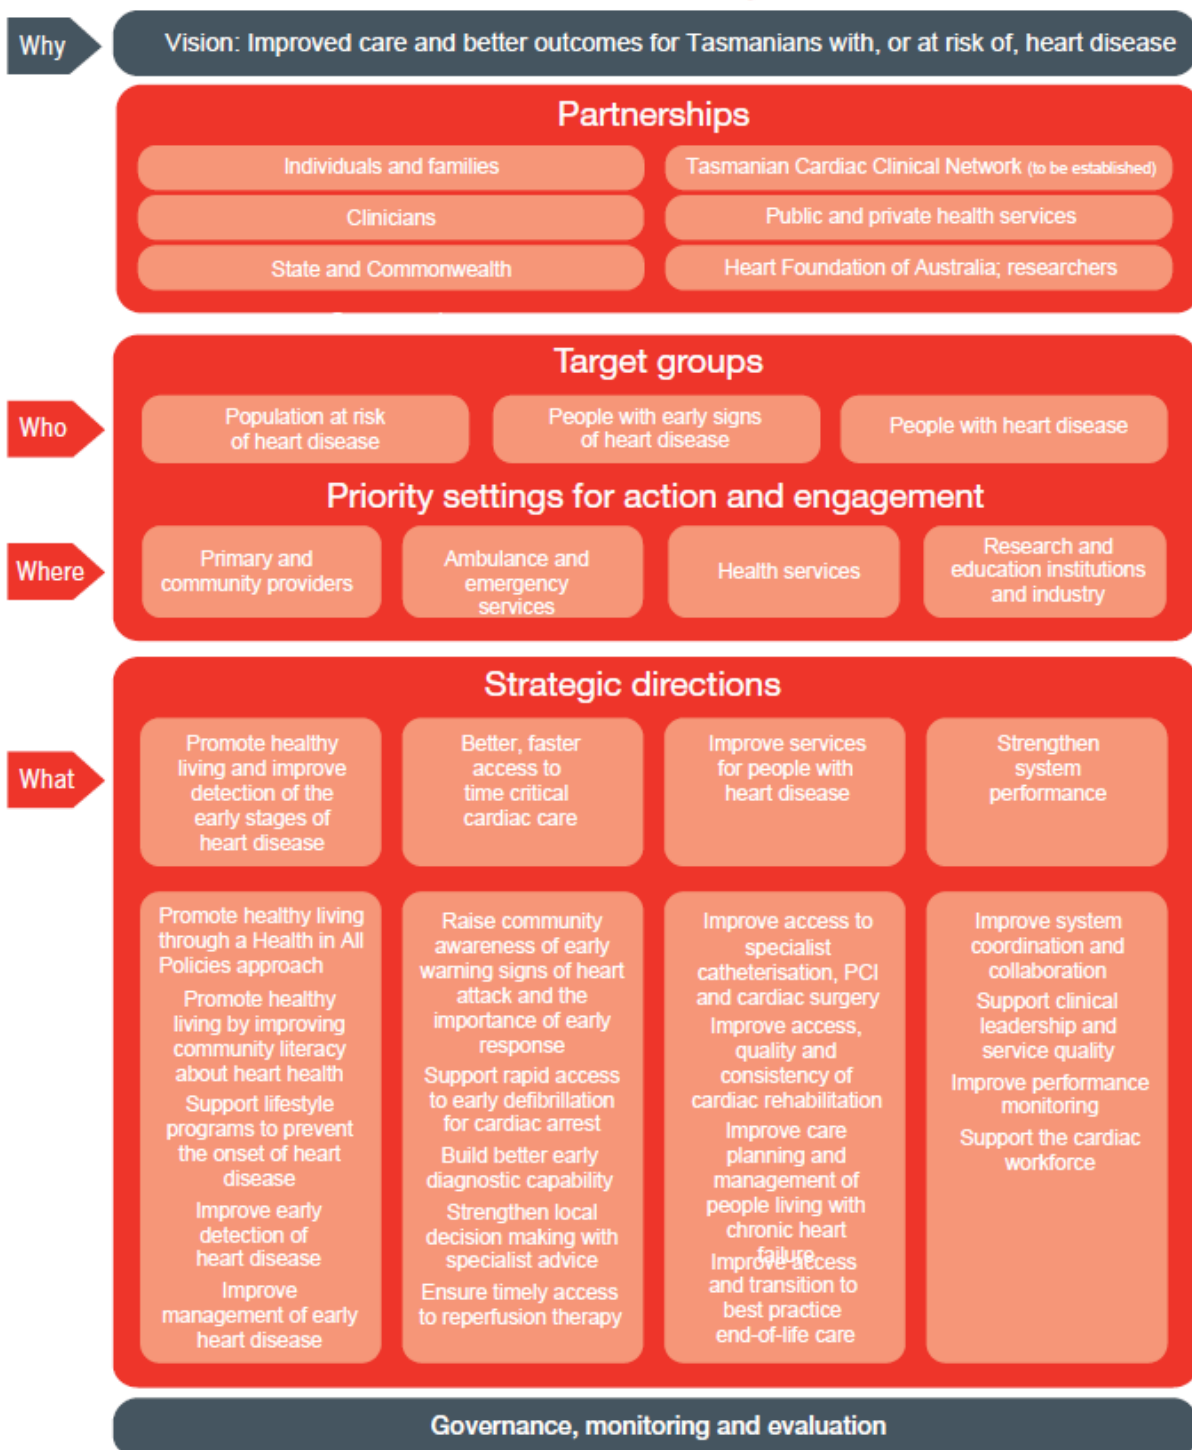 Why
Vision: Improved care and better outcomes for Tasmanians with, or at risk of, heart disease
Partnerships
Individuals and families
Tasmanian Cardiac Clinical Network (to be established)
Clinicians
Public and private health services
State and Commonwealth
Heart Foundation of Australia; researchers
Who
Target groups
Population at risk
of heart disease
People with early signs
of heart disease
People with heart disease
Priority settings for action and engagement
Where
Primary and
community providers
Ambulance and
emergency
services
Health services
Research and
education institutions
and industry
Strategic directions
What
Promote healthy
living and improve
detection of the
early stages of
heart disease
Better, faster
access to
time critical
cardiac care
Improve services
for people with
heart disease
Strengthen
system
performance
Promote healthy living
through a Health in All
Policies approach
Promote healthy
living by improving
community literacy
about heart health
Support lifestyle
programs to prevent
the onset of heart
disease
Improve early
detection of
heart disease
Improve
management of early
heart disease
Raise community
awareness of early
warning signs of heart
attack and the
importance of early
response
Support rapid access
to early defibrillation
for cardiac arrest
Build better early
diagnostic capability
Strengthen local
decision making with
specialist advice
Ensure timely access
to reperfusion therapy
Improve access to
specialist
catheterisation, PCI
and cardiac surgery
Improve access,
quality and
consistency of
cardiac rehabilitation
Improve care
planning and
management of
people living with
chronic heart
failure
Improve access
and transition to
best practice
end-of-life care
Improve system
coordination and
collaboration
Support clinical
leadership and
service quality
Improve performance
monitoring
Support the cardiac
workforce
Governance, monitoring and evaluation